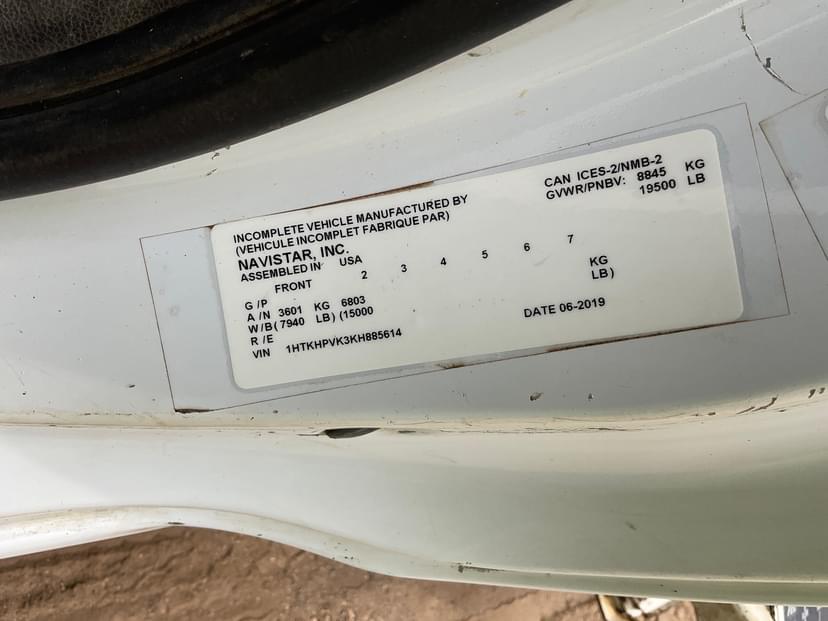 INCOMPLETE VEHICLE MANUFACTURED BY
(VEHICULE INCOMPLET FABRIQUE PAR)
NAVISTAR, INC.
ASSEMBLED IN USA
CAN ICES-2/NMB-2
GVWR/PNBV: 8845 KG
19500 LB
FRONT 2 3 4 5 6 7
G /P
A /N 3601 KG 6803 KG
W/B (7940 LB) (15000 LB)
R /E
VIN 1HTKHPVK3KH885614
DATE 06-2019